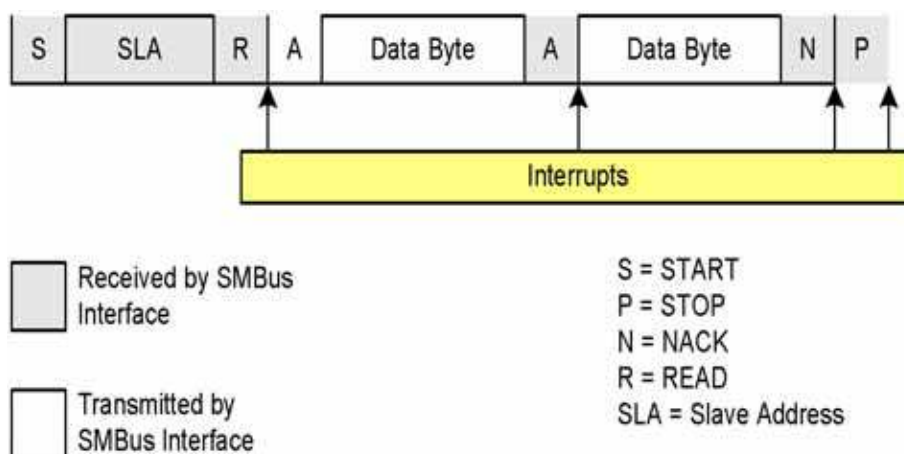 S SLA R A Data Byte A Data Byte N P
Interrupts
Received by SMBus
Interface
Transmitted by
SMBus Interface
S = START
P = STOP
N = NACK
R = READ
SLA = Slave Address